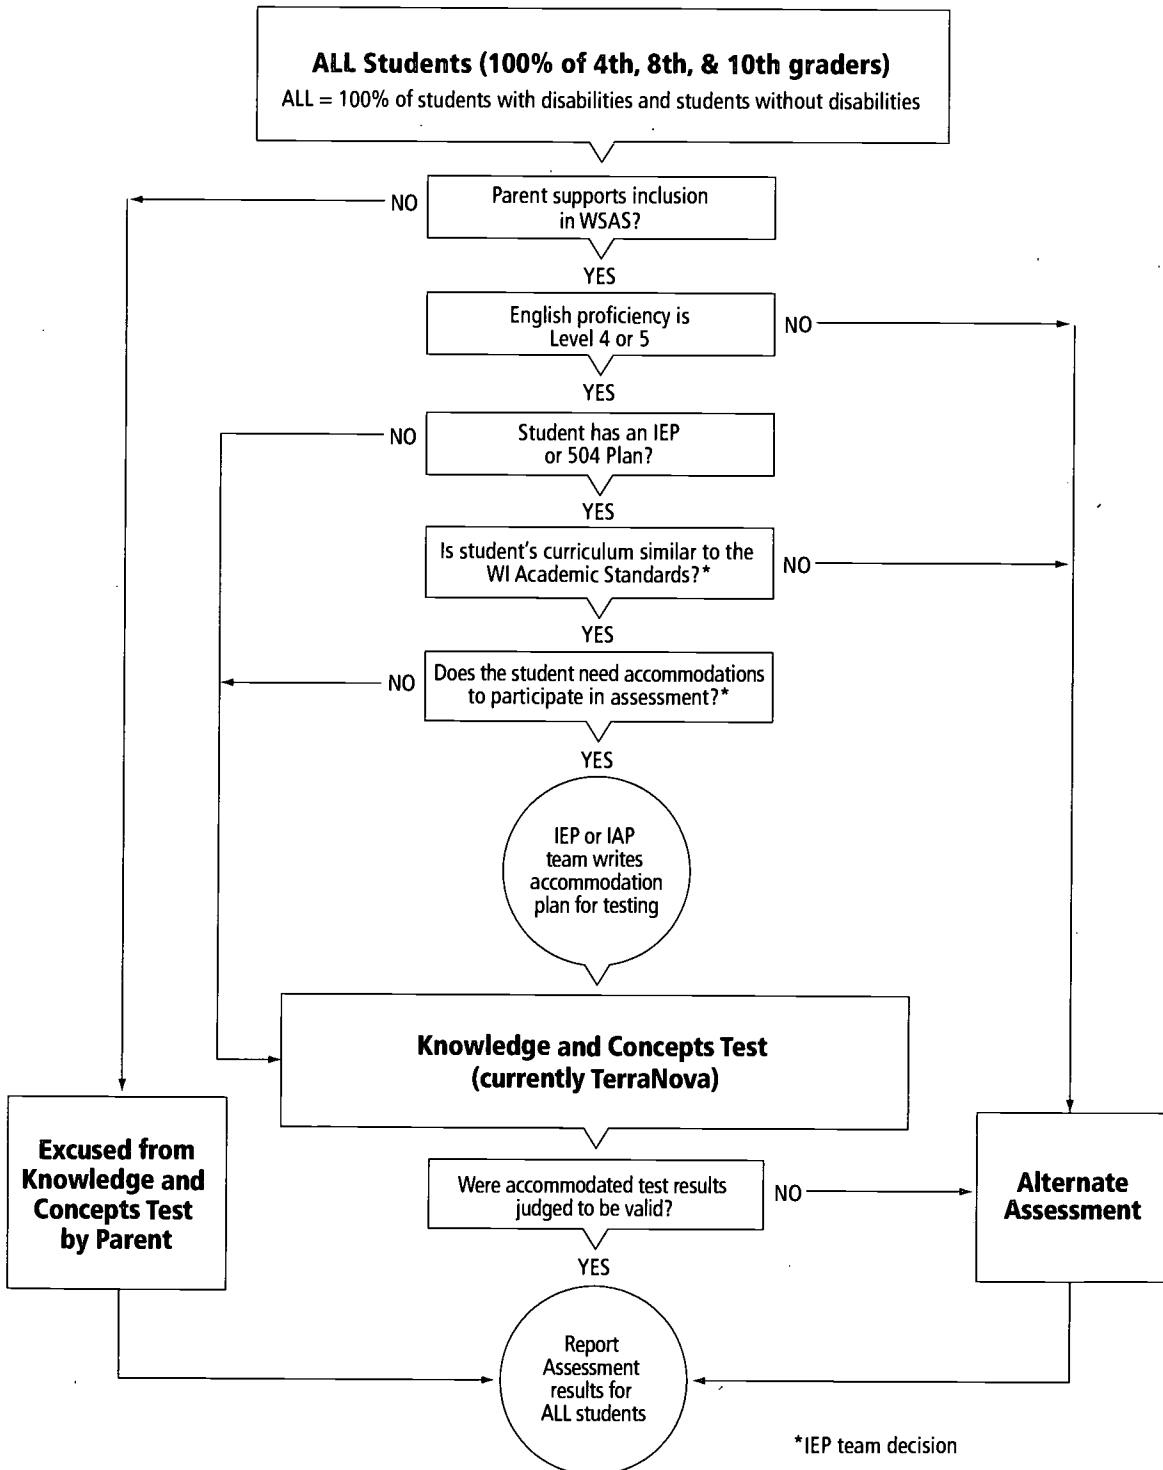 ALL Students (100% of 4th, 8th, & 10th graders)
ALL = 100% of students with disabilities and students without disabilities
NO
Parent supports inclusion
in WSAS?
YES
English proficiency is
Level 4 or 5
NO
YES
NO
Student has an IEP
or 504 Plan?
YES
Is student's curriculum similar to the
WI Academic Standards?*
NO
YES
NO
Does the student need accommodations
to participate in assessment?*
YES
IEP or IAP
team writes
accommodation
plan for testing
Knowledge and Concepts Test
(currently TerraNova)
Excused from
Knowledge and
Concepts Test
by Parent
Were accommodated test results
judged to be valid?
NO
Alternate
Assessment
YES
Report
Assessment
results for
ALL students
*IEP team decision